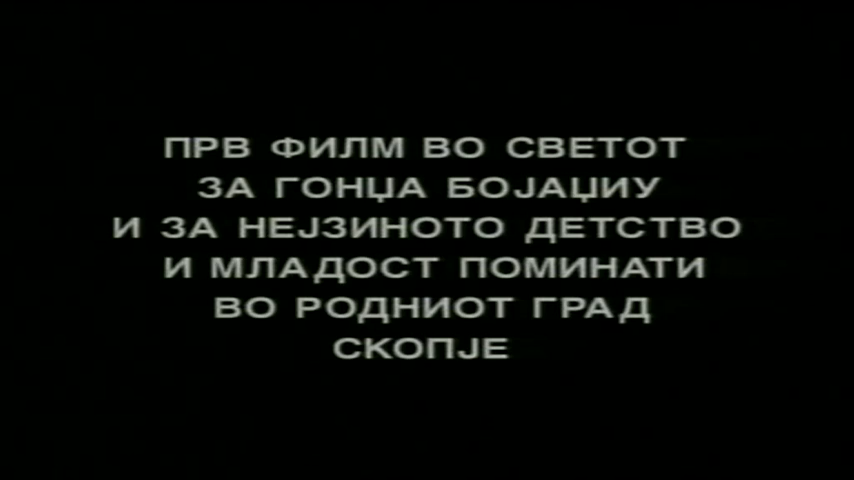 ПРВ ФИЛМ ВО СВЕТОТ
ЗА ГОНЏА БОЈАЏИУ
И ЗА НЕЈЗИНОТО ДЕТСТВО
И МЛАДОСТ ПОМИНАТИ
ВО РОДНИОТ ГРАД
СКОПЈЕ